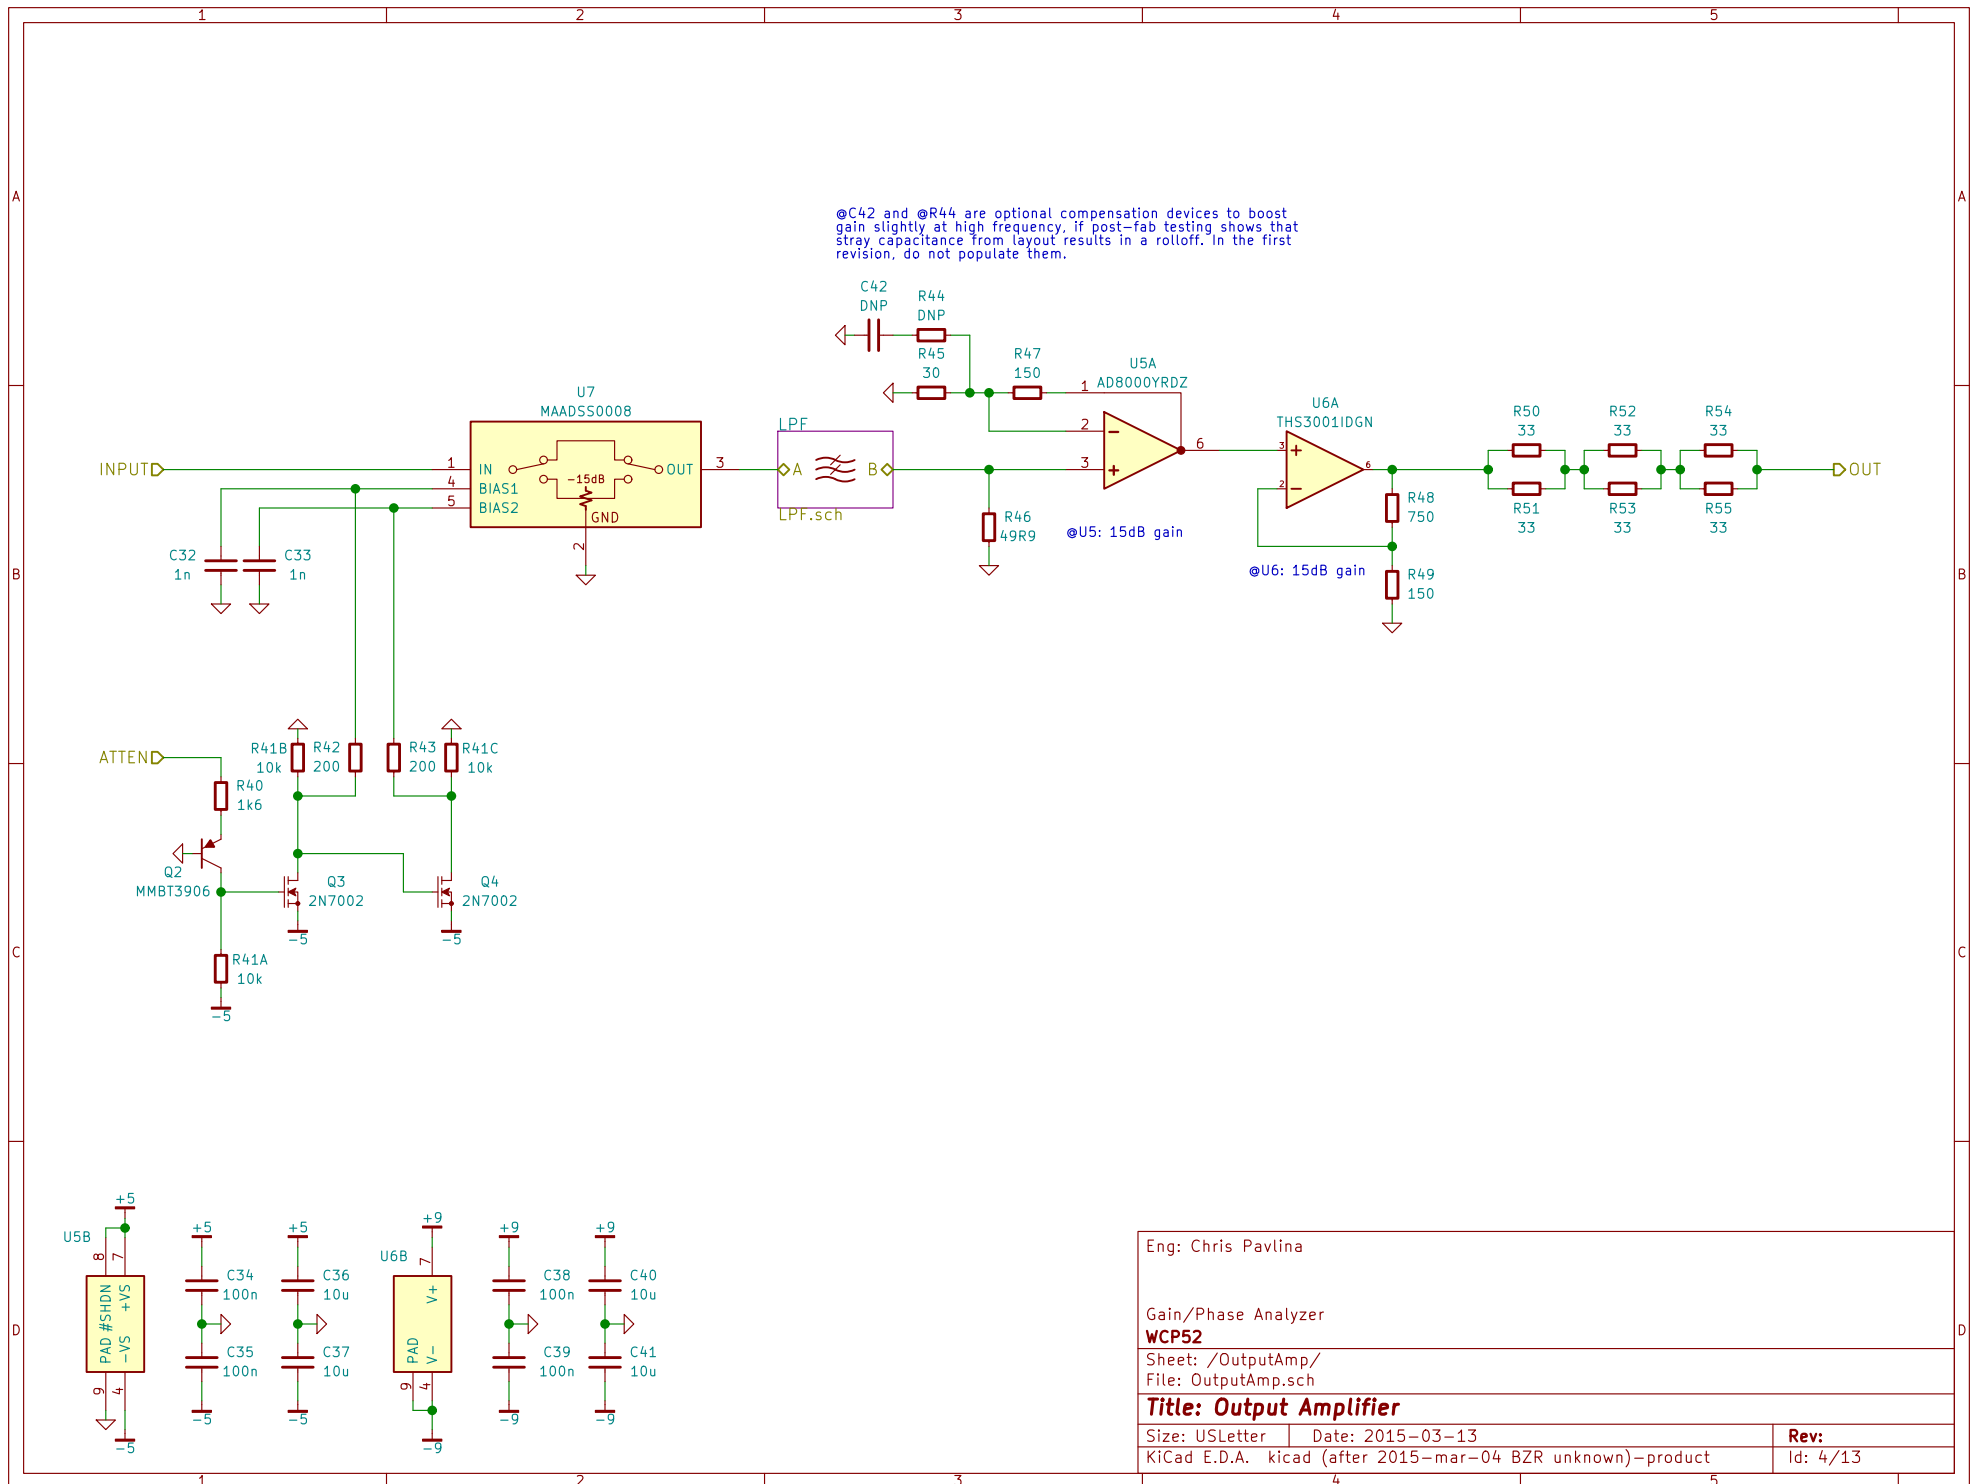 1 2 3 4 5
A A
@C42 and @R44 are optional compensation devices to boost
gain slightly at high frequency, if post-fab testing shows that
stray capacitance from layout results in a rolloff. In the first
revision, do not populate them.
C42
DNP
R44
DNP
R45
30
R47
150
U5A
AD8000YRDZ
1
2
3
6
U7
MAADSS0008
INPUT
1 IN
4 BIAS1
5 BIAS2
-15dB
OUT 3
GND
2
LPF
A B
LPF.sch
R46
49R9
@U5: 15dB gain
U6A
THS3001IDGN
3
2
6
@U6: 15dB gain
R48
750
R49
150
R50
33
R51
33
R52
33
R53
33
R54
33
R55
33
OUT
C32
1n
C33
1n
B B
ATTEN
R40
1k6
R41B
10k
R42
200
R43
200
R41C
10k
Q2
MMBT3906
Q3
2N7002
-5
Q4
2N7002
-5
R41A
10k
-5
C C
U5B
+5
8
7
PAD #SHDN
-VS +VS
9
4
-5
+5
C34
100n
C35
100n
-5
+5
C36
10u
C37
10u
-5
U6B
+9
7
V+
PAD
V-
9
4
-9
+9
C38
100n
C39
100n
-9
+9
C40
10u
C41
10u
-9
D D
Eng: Chris Pavlina
Gain/Phase Analyzer
WCP52
Sheet: /OutputAmp/
File: OutputAmp.sch
Title: Output Amplifier
Size: USLetter Date: 2015-03-13 Rev:
KiCad E.D.A. kicad (after 2015-mar-04 BZR unknown)-product Id: 4/13
1 2 3 4 5